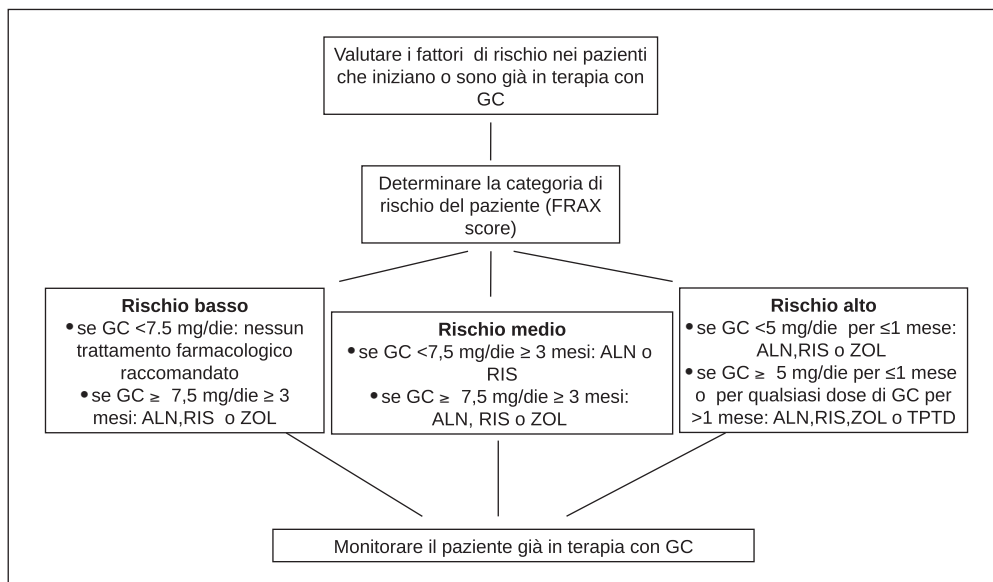 Valutare i fattori di rischio nei pazienti
che iniziano o sono già in terapia con
GC
Determinare la categoria di
rischio del paziente (FRAX
score)
Rischio basso
• se GC <7.5 mg/die: nessun
trattamento farmacologico
raccomandato
• se GC ≥ 7,5 mg/die ≥ 3
mesi: ALN,RIS o ZOL
Rischio medio
• se GC <7,5 mg/die ≥ 3 mesi: ALN o
RIS
• se GC ≥ 7,5 mg/die ≥ 3 mesi:
ALN, RIS o ZOL
Rischio alto
• se GC <5 mg/die per ≤1 mese:
ALN,RIS o ZOL
• se GC ≥ 5 mg/die per ≤1 mese
o per qualsiasi dose di GC per
>1 mese: ALN,RIS,ZOL o TPTD
Monitorare il paziente già in terapia con GC